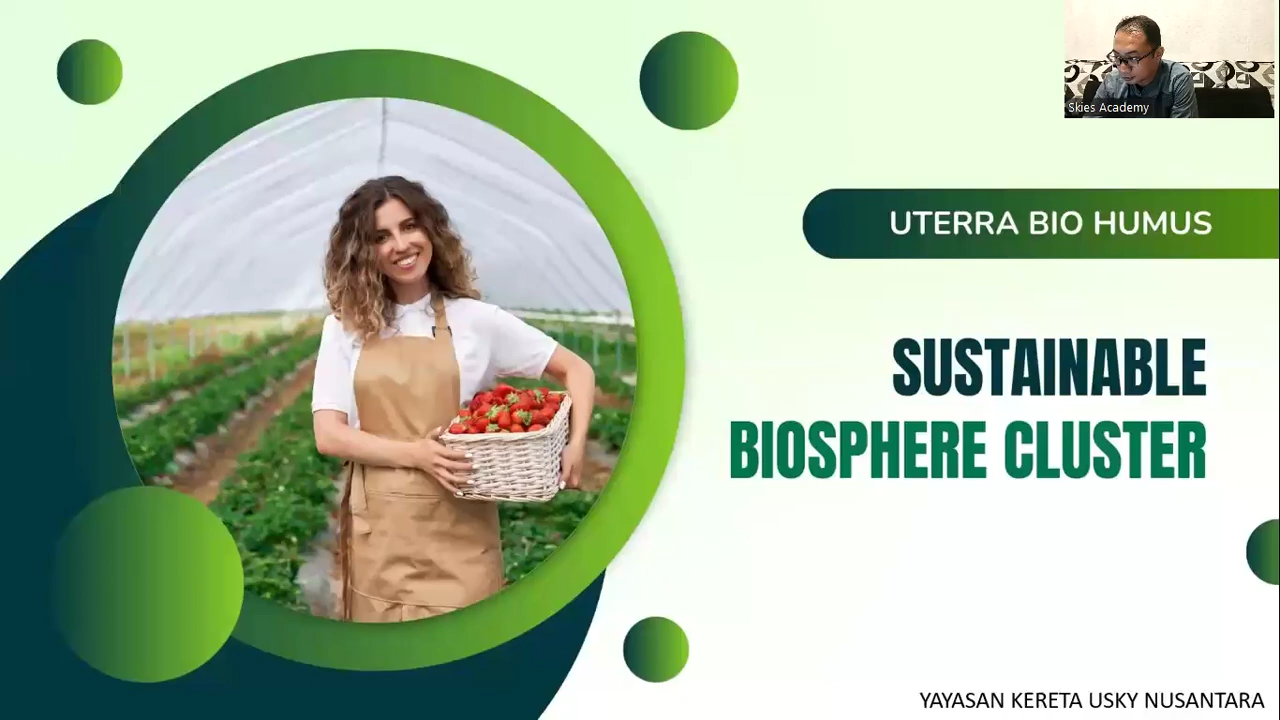 Skies Academy
UTERRA BIO HUMUS
SUSTAINABLE
BIOSPHERE CLUSTER
YAYASAN KERETA USKY NUSANTARA